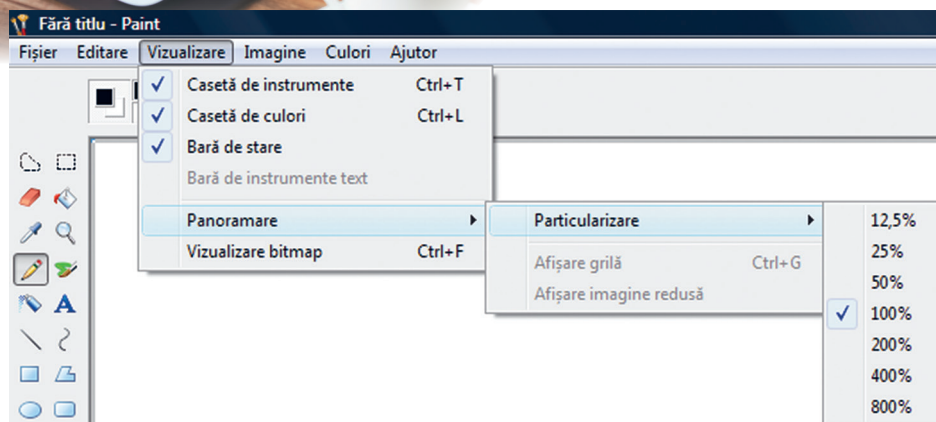 Fără titlu - Paint
Fișier Editare Vizualizare Imagine Culori Ajutor
Casetă de instrumente Ctrl+T
Casetă de culori Ctrl+L
Bară de stare
Bară de instrumente text
Panoramare
Vizualizare bitmap Ctrl+F
Particularizare
Afișare grilă Ctrl+G
Afișare imagine redusă
12,5%
25%
50%
100%
200%
400%
800%